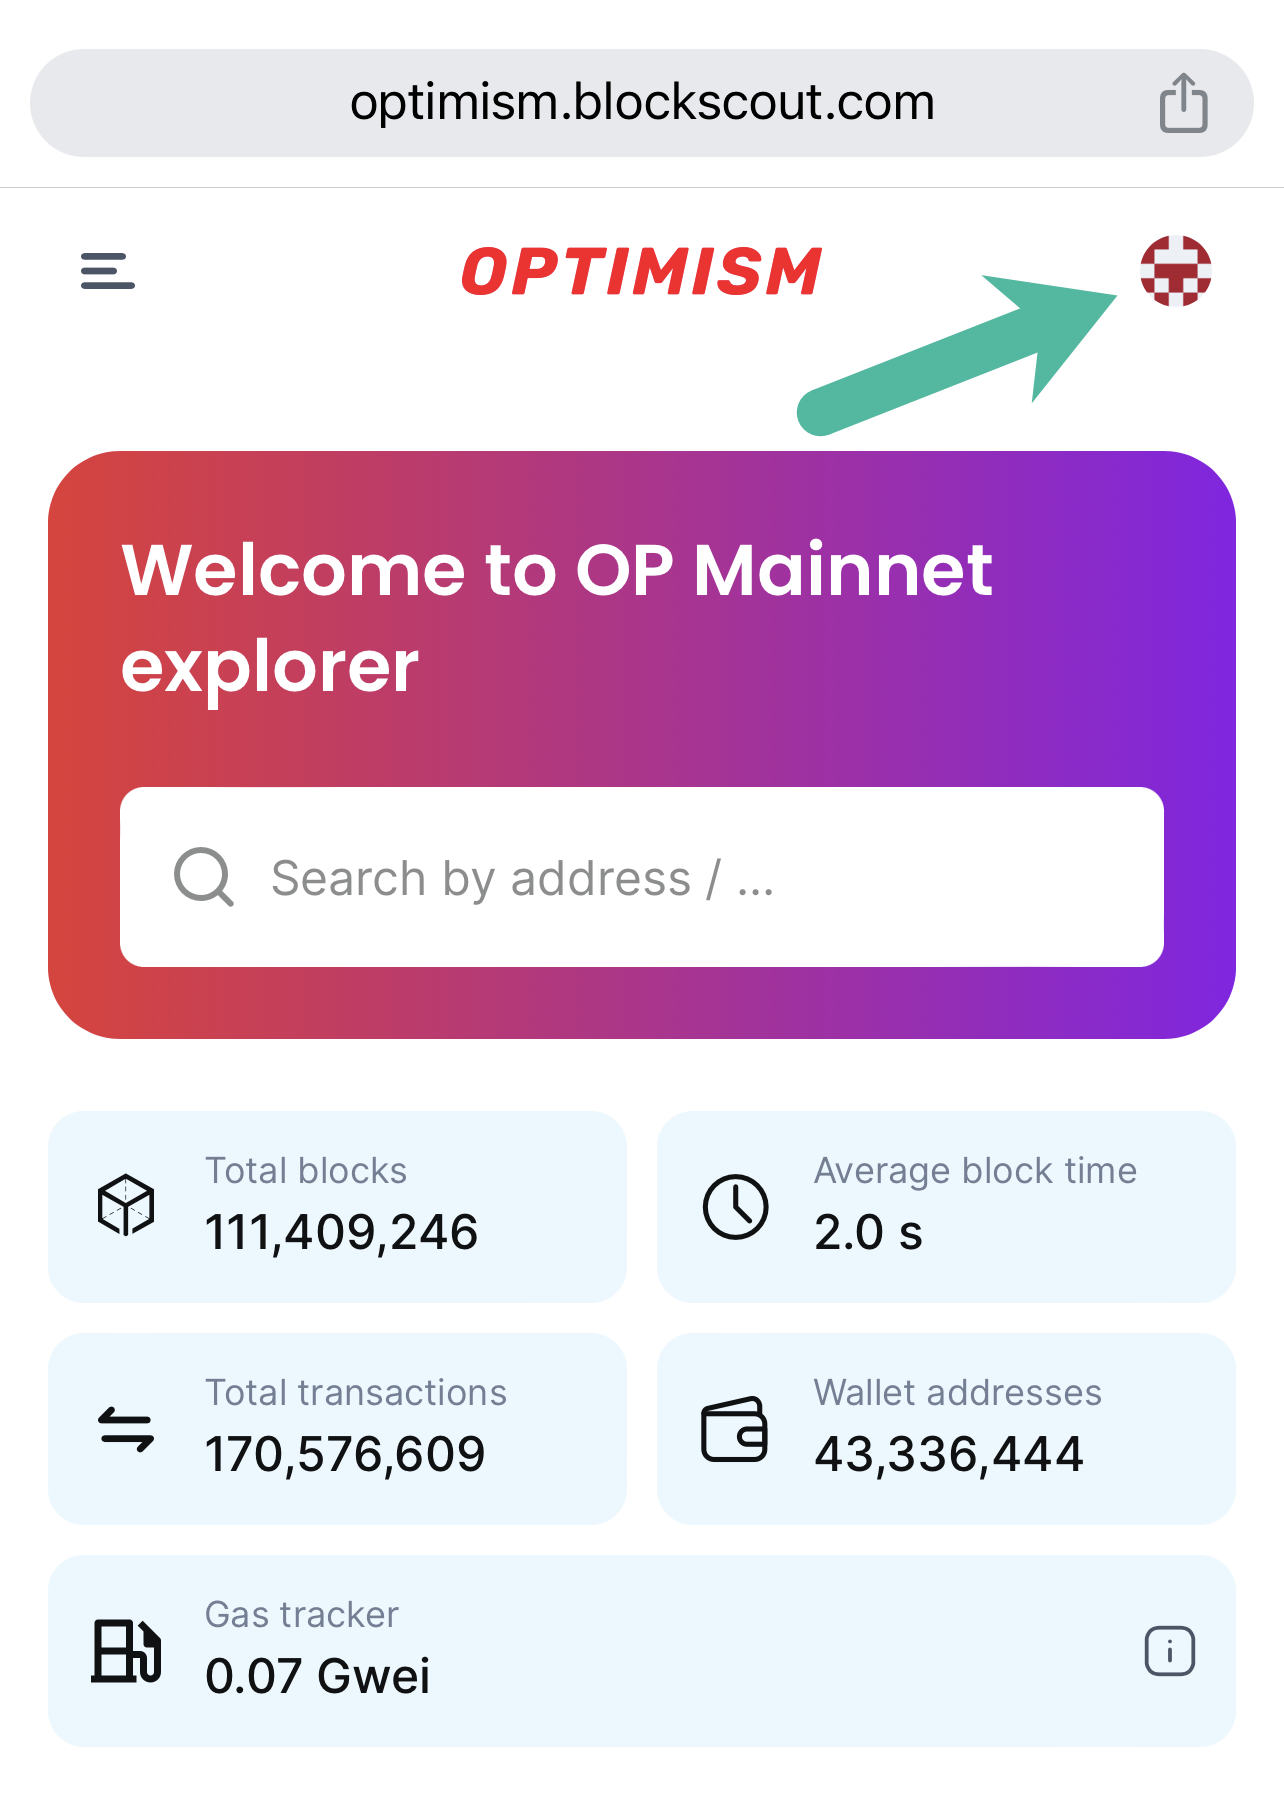 optimism.blockscout.com
OPTIMISM
Welcome to OP Mainnet
explorer
Search by address / ...
Total blocks
111,409,246
Average block time
2.0 s
Total transactions
170,576,609
Wallet addresses
43,336,444
Gas tracker
0.07 Gwei